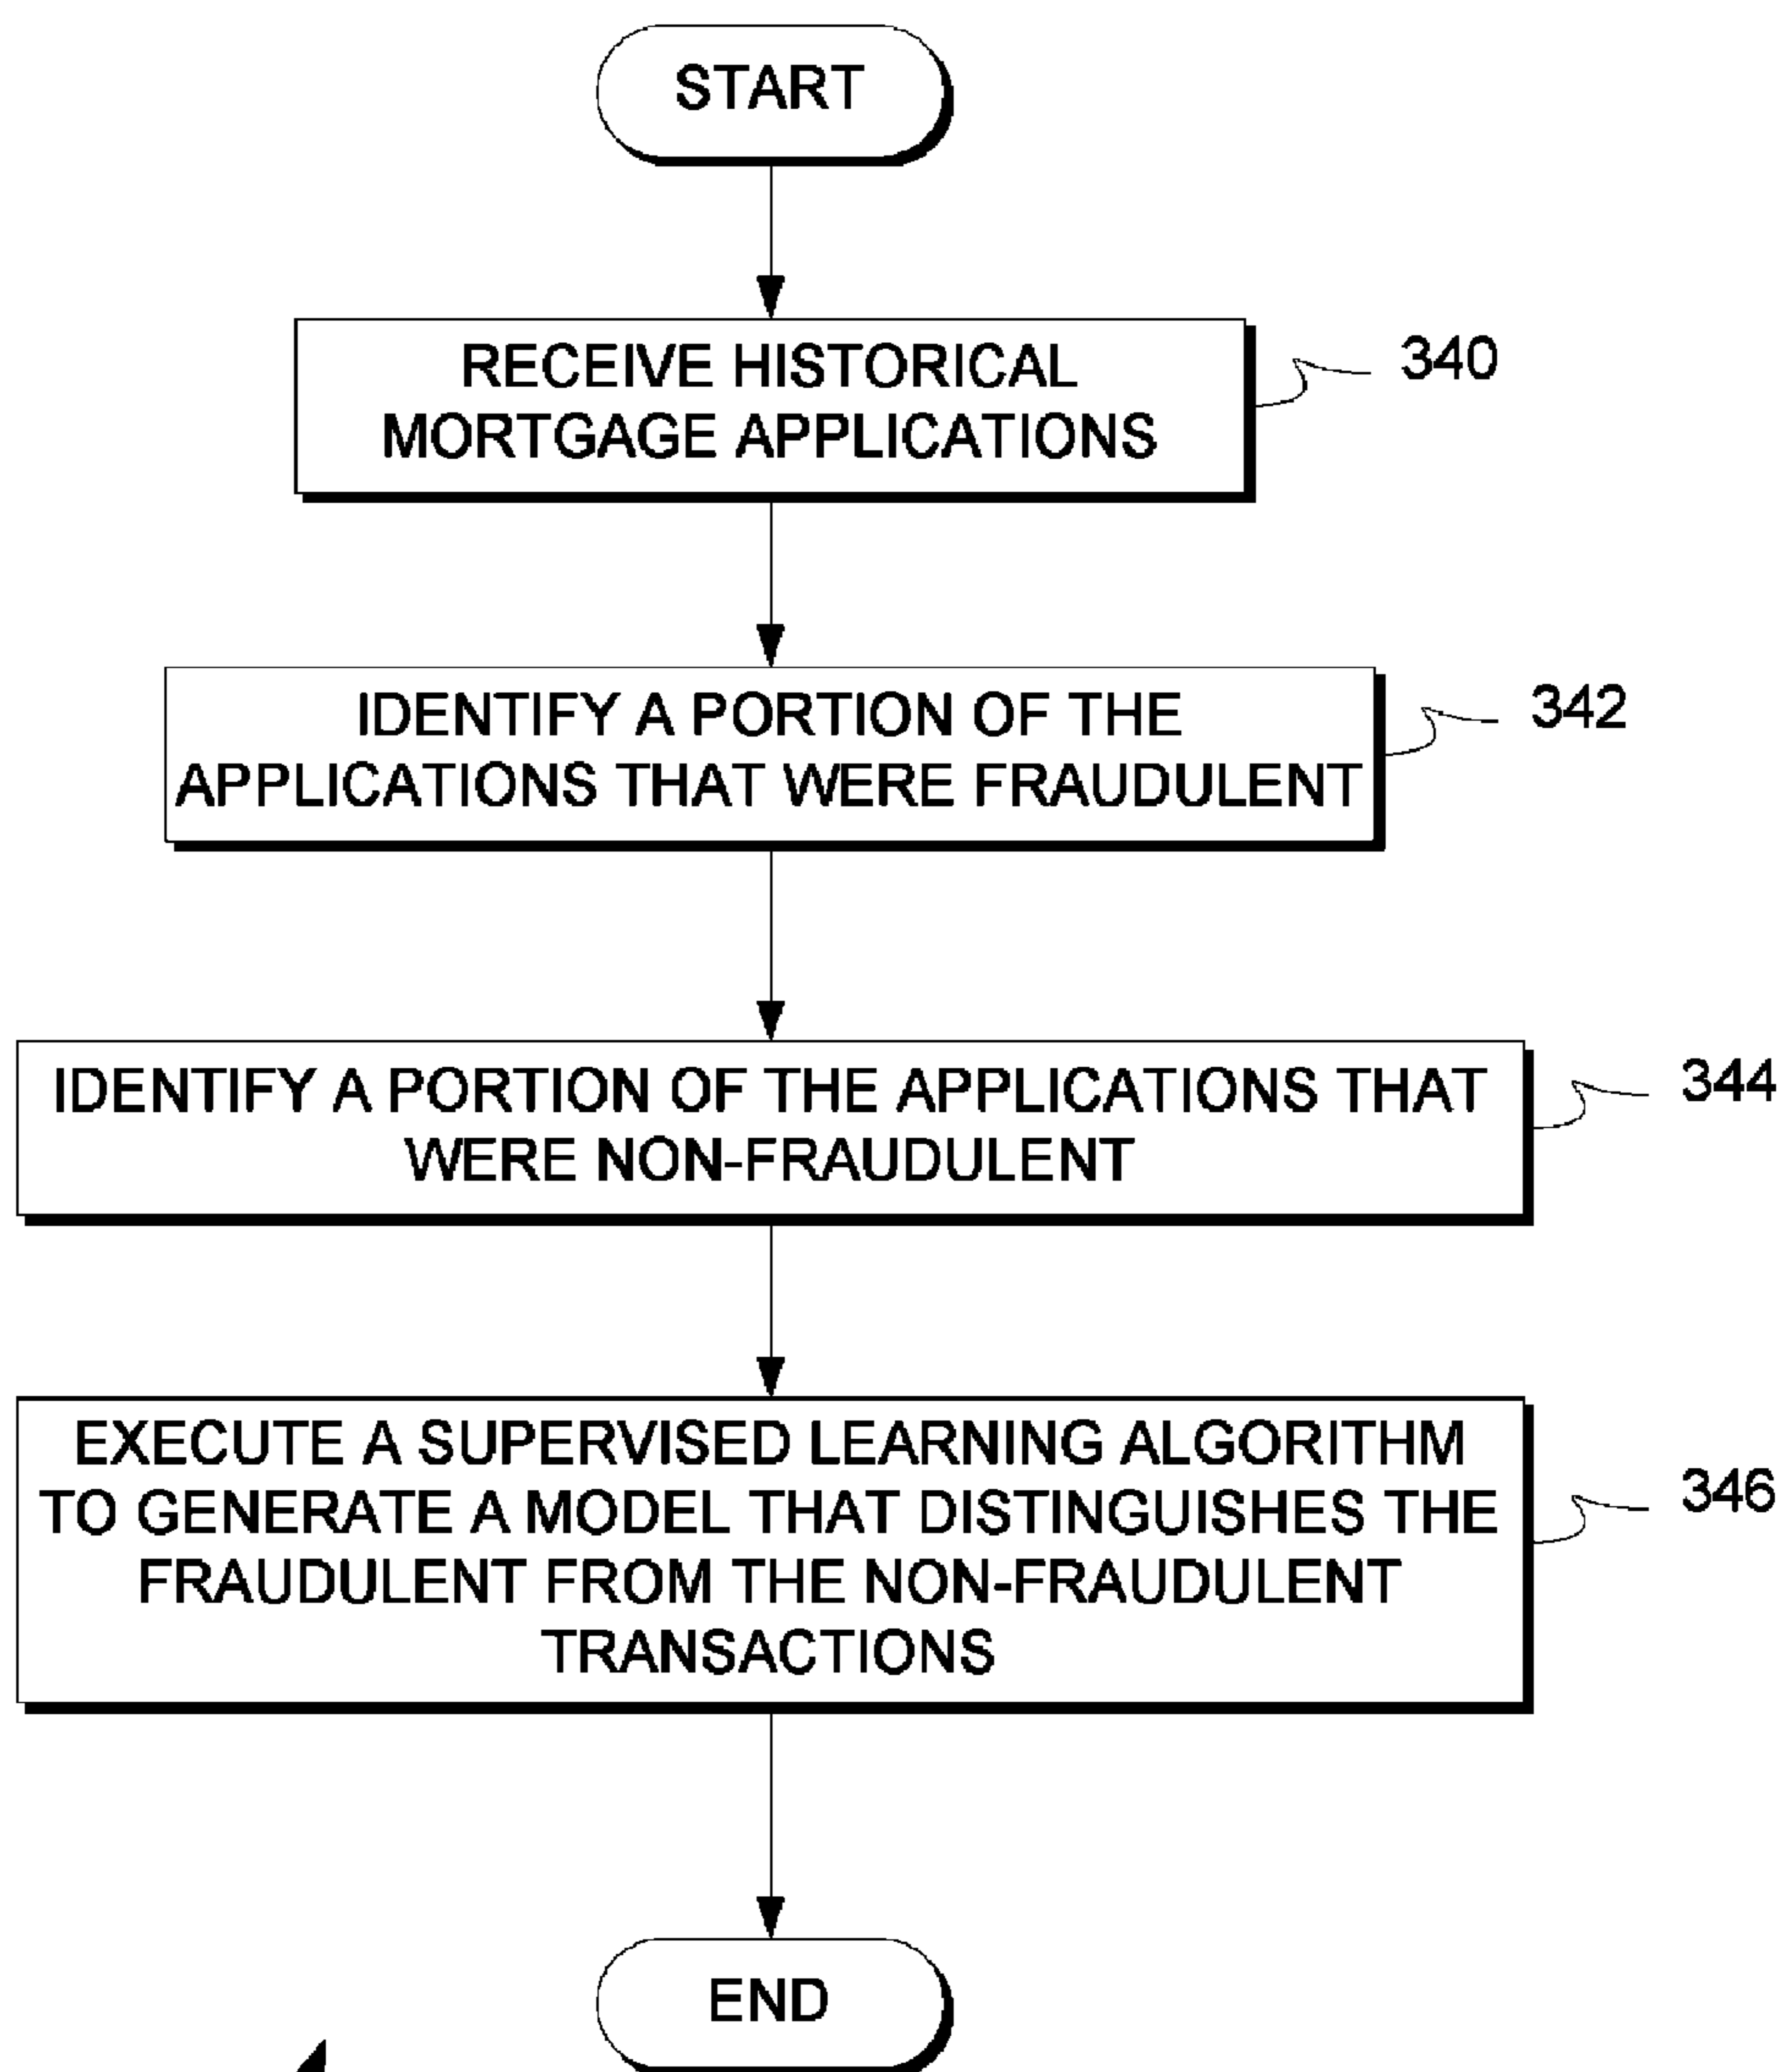 START
RECEIVE HISTORICAL
MORTGAGE APPLICATIONS
340
IDENTIFY A PORTION OF THE
APPLICATIONS THAT WERE FRAUDULENT
342
IDENTIFY A PORTION OF THE APPLICATIONS THAT
WERE NON-FRAUDULENT
344
EXECUTE A SUPERVISED LEARNING ALGORITHM
TO GENERATE A MODEL THAT DISTINGUISHES THE
FRAUDULENT FROM THE NON-FRAUDULENT
TRANSACTIONS
346
END